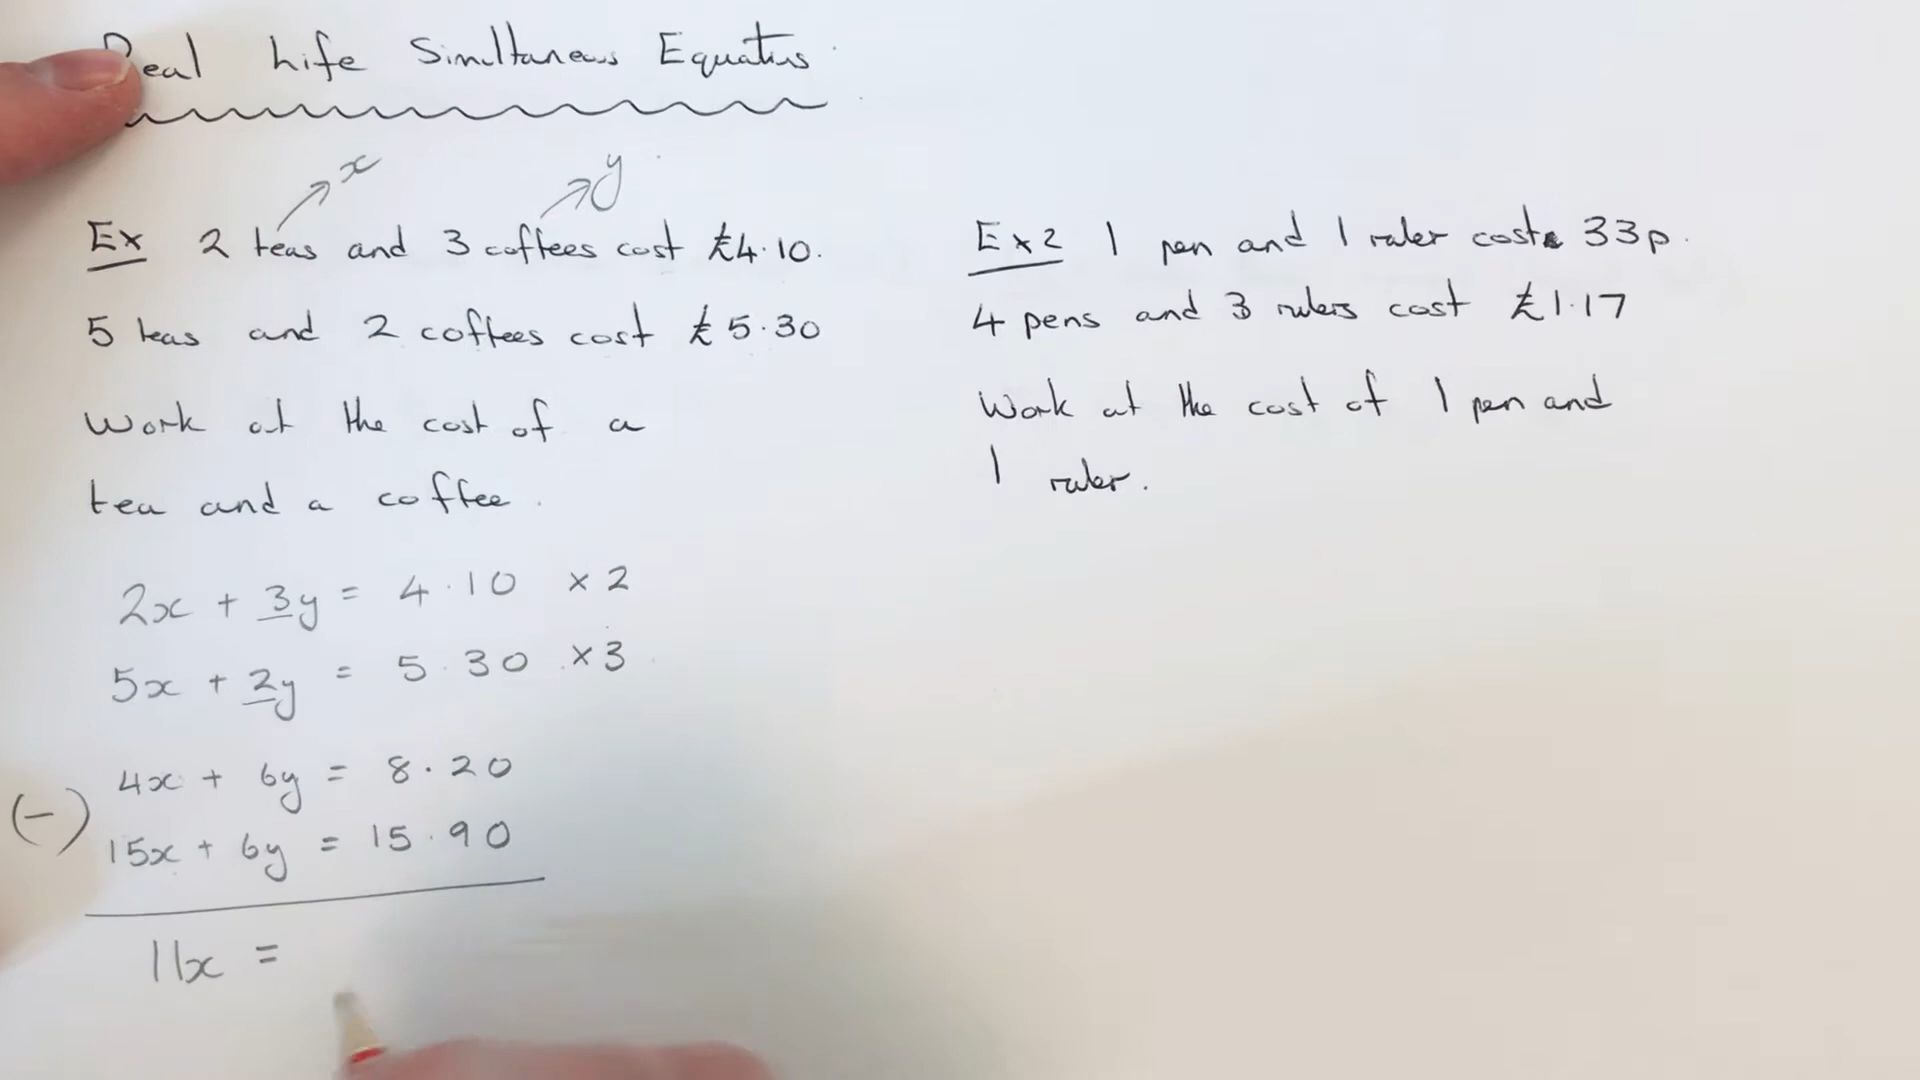 Real Life Simultaneous Equations
x
y
Ex 2 teas and 3 coffees cost £4.10.
5 teas and 2 coffees cost £5.30
Work out the cost of a
tea and a coffee.
2x + 3y = 4.10 ×2
5x + 2y = 5.30 ×3
4x + 6y = 8.20
(-)
15x + 6y = 15.90
11x =
Ex2 1 pen and 1 ruler costs 33p.
4 pens and 3 rulers cost £1.17
Work out the cost of 1 pen and
1 ruler.